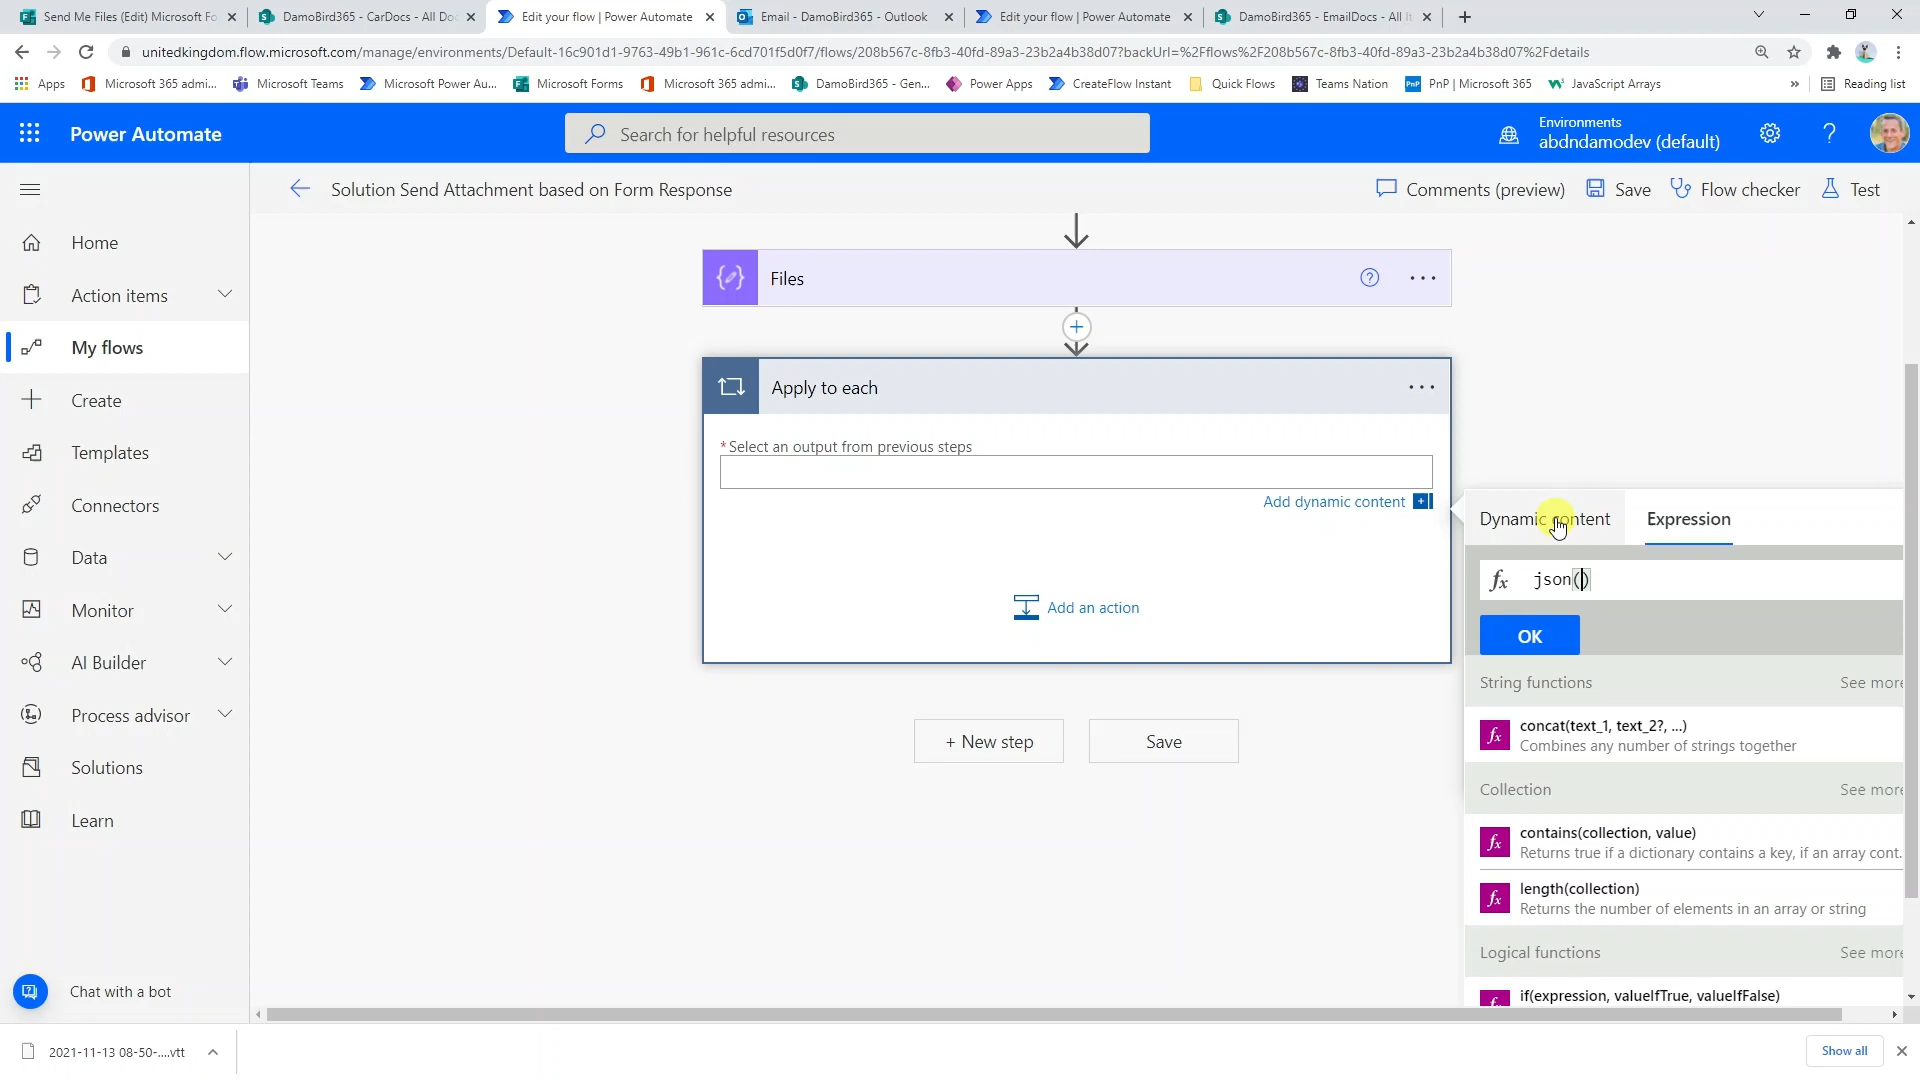 Send Me Files (Edit) Microsoft Fo
DamoBird365 - CarDocs - All Doc
Edit your flow | Power Automate
Email - DamoBird365 - Outlook
Edit your flow | Power Automate
DamoBird365 - EmailDocs - All It
unitedkingdom.flow.microsoft.com/manage/environments/Default-16c901d1-9763-49b1-961c-6cd701f5d0f7/flows/208b567c-8fb3-40fd-89a3-23b2a4b38d07?backUrl=%2Fflows%2F208b567c-8fb3-40fd-89a3-23b2a4b38d07%2Fdetails
Apps
Microsoft 365 admi...
Microsoft Teams
Microsoft Power Au...
Microsoft Forms
Microsoft 365 admi...
DamoBird365 - Gen...
Power Apps
CreateFlow Instant
Quick Flows
Teams Nation
PnP | Microsoft 365
JavaScript Arrays
»
Reading list
Power Automate
Search for helpful resources
Environments
abdndamodev (default)
Solution Send Attachment based on Form Response
Comments (preview)
Save
Flow checker
Test
Home
Action items
My flows
Create
Templates
Connectors
Data
Monitor
AI Builder
Process advisor
Solutions
Learn
Chat with a bot
Files
Apply to each
* Select an output from previous steps
Add dynamic content
Add an action
+ New step
Save
Dynamic content
Expression
fx json()
OK
String functions
See more
fx concat(text_1, text_2?, ...)
Combines any number of strings together
Collection
See more
fx contains(collection, value)
Returns true if a dictionary contains a key, if an array cont...
fx length(collection)
Returns the number of elements in an array or string
Logical functions
See more
fx if(expression, valueIfTrue, valueIfFalse)
2021-11-13 08-50-....vtt
Show all